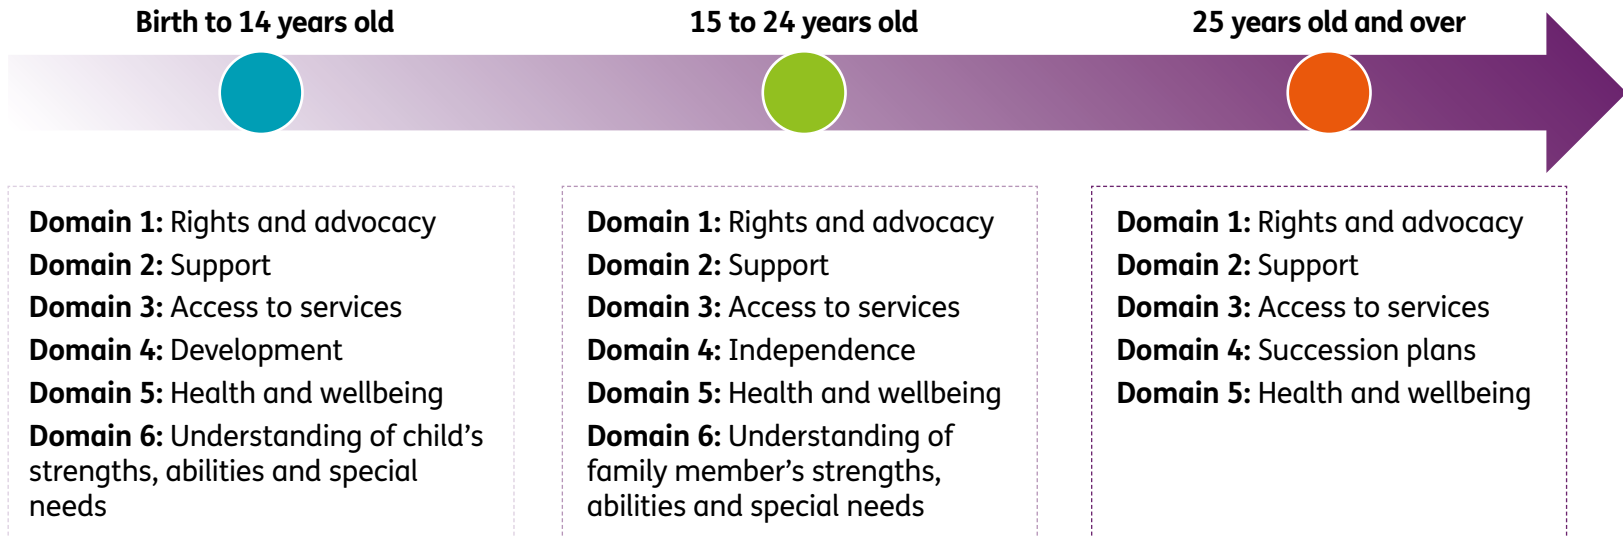 Birth to 14 years old
15 to 24 years old
25 years old and over
Domain 1: Rights and advocacy
Domain 2: Support
Domain 3: Access to services
Domain 4: Development
Domain 5: Health and wellbeing
Domain 6: Understanding of child’s
strengths, abilities and special
needs
Domain 1: Rights and advocacy
Domain 2: Support
Domain 3: Access to services
Domain 4: Independence
Domain 5: Health and wellbeing
Domain 6: Understanding of
family member’s strengths,
abilities and special needs
Domain 1: Rights and advocacy
Domain 2: Support
Domain 3: Access to services
Domain 4: Succession plans
Domain 5: Health and wellbeing